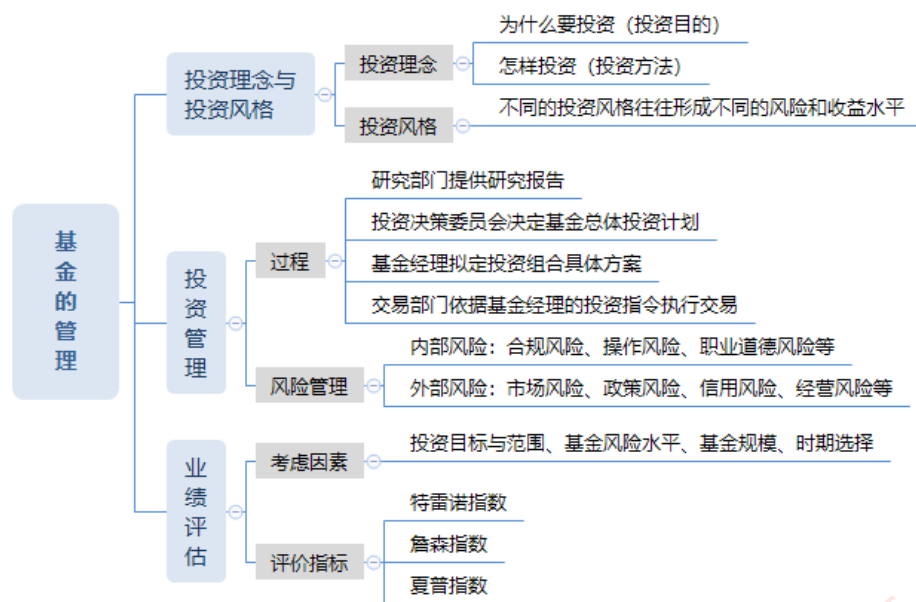 基金的管理
投资理念与
投资风格
投资理念
为什么要投资（投资目的）
怎样投资（投资方法）
投资风格
不同的投资风格往往形成不同的风险和收益水平
投资管理
过程
研究部门提供研究报告
投资决策委员会决定基金总体投资计划
基金经理拟定投资组合具体方案
交易部门依据基金经理的投资指令执行交易
风险管理
内部风险：合规风险、操作风险、职业道德风险等
外部风险：市场风险、政策风险、信用风险、经营风险等
业绩评估
考虑因素
投资目标与范围、基金风险水平、基金规模、时期选择
评价指标
特雷诺指数
詹森指数
夏普指数